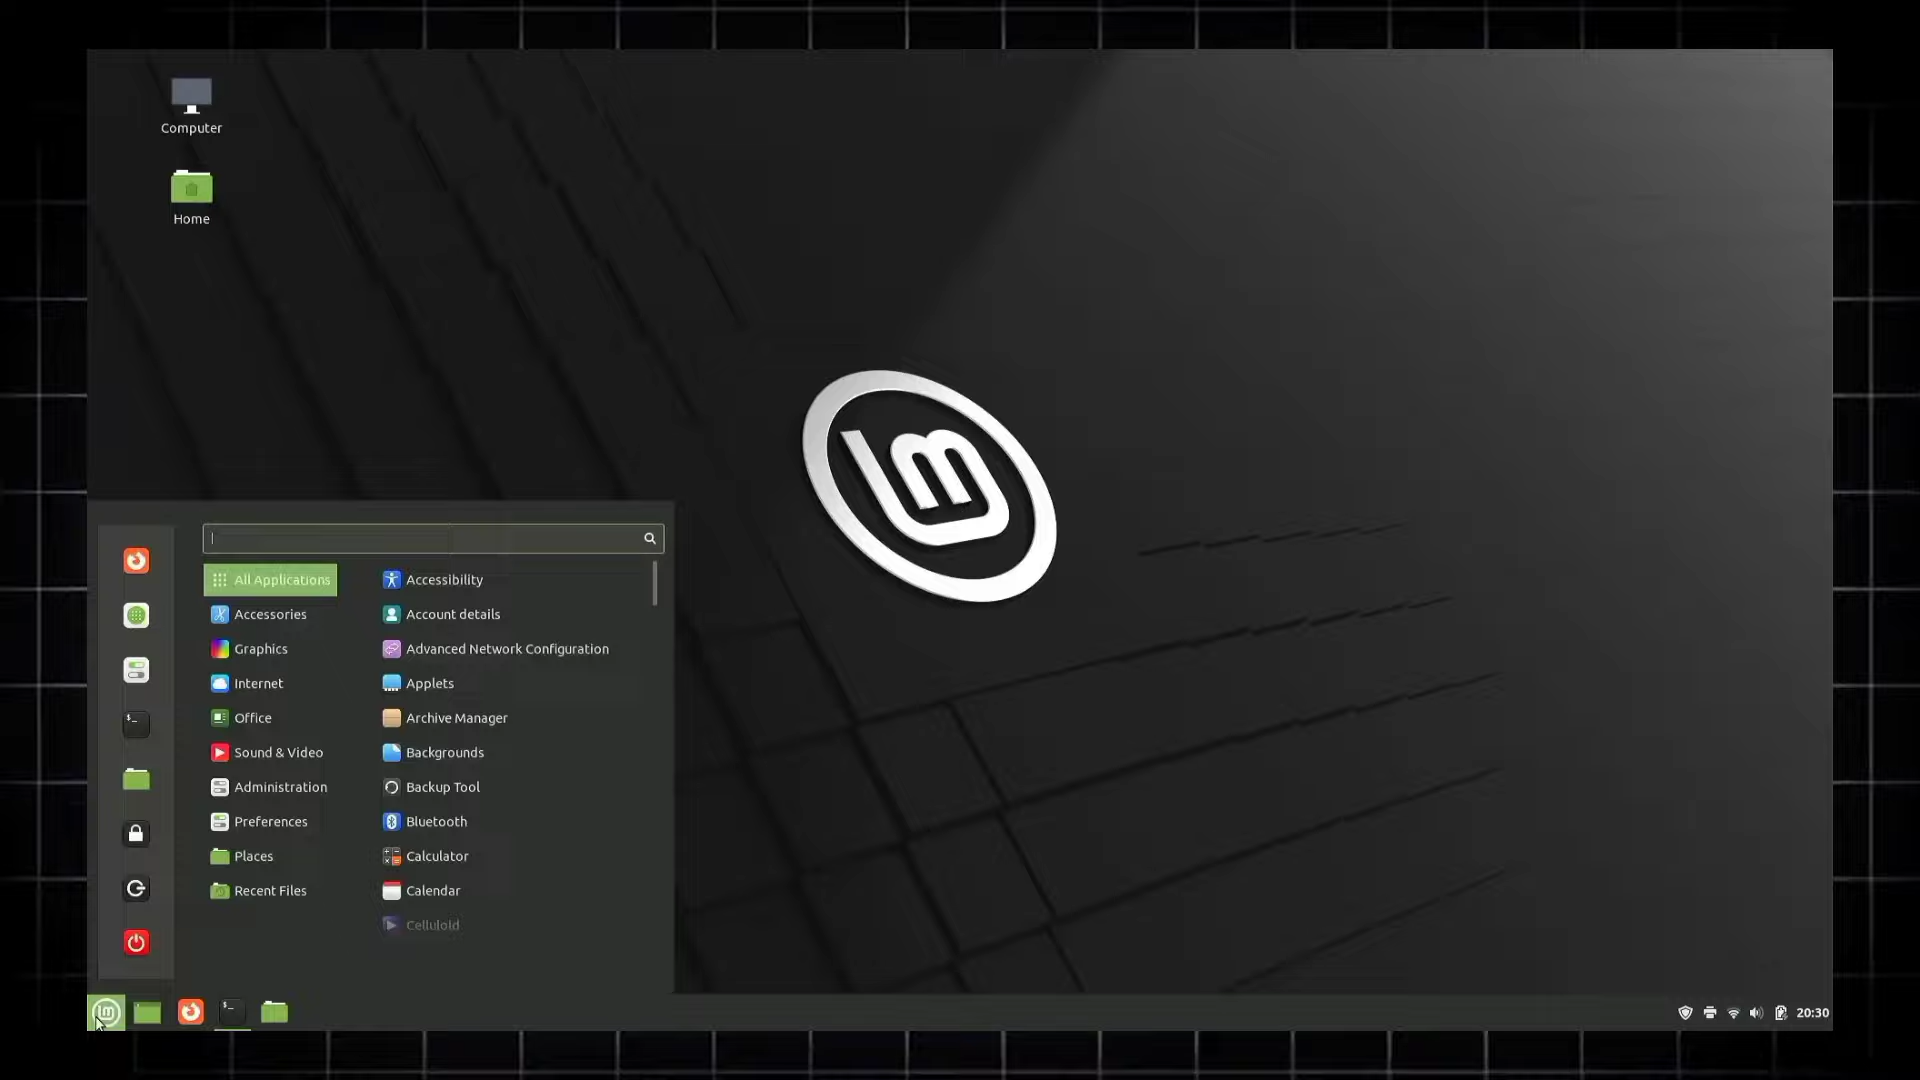 Computer
Home
lm
All Applications
Accessories
Graphics
Internet
Office
Sound & Video
Administration
Preferences
Places
Recent Files
Accessibility
Account details
Advanced Network Configuration
Applets
Archive Manager
Backgrounds
Backup Tool
Bluetooth
Calculator
Calendar
Celluloid
20:30